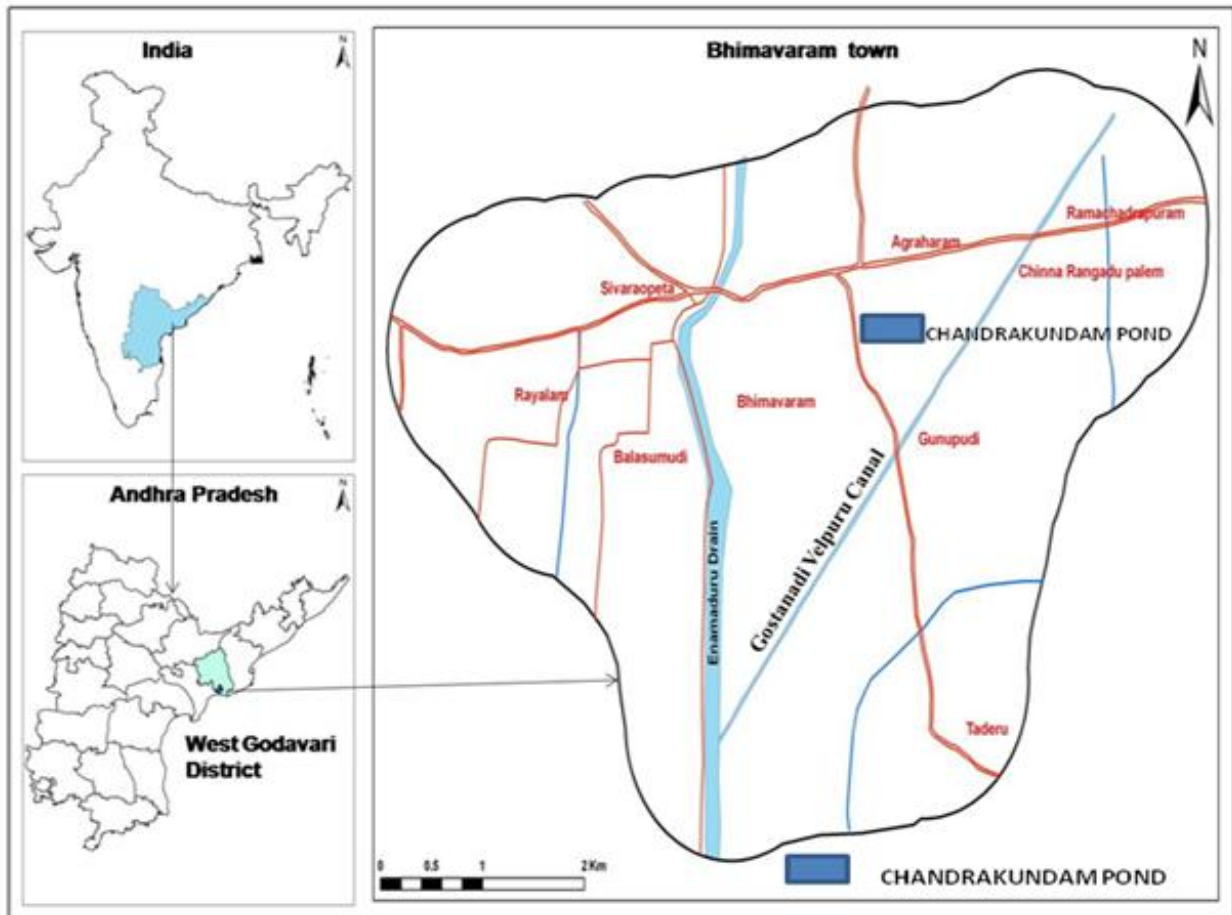 India
N
Andhra Pradesh
N
West Godavari
District
Bhimavaram town
N
Ramachadrapuram
Agraharam
Chinna Rangadu palem
Sivaraopeta
CHANDRAKUNDAM POND
Rayalam
Bhimavaram
Gunupudi
Balasumudi
Enamaduru Drain
Gostanadi Velpuru Canal
Taderu
0 0.5 1 2 Km
CHANDRAKUNDAM POND